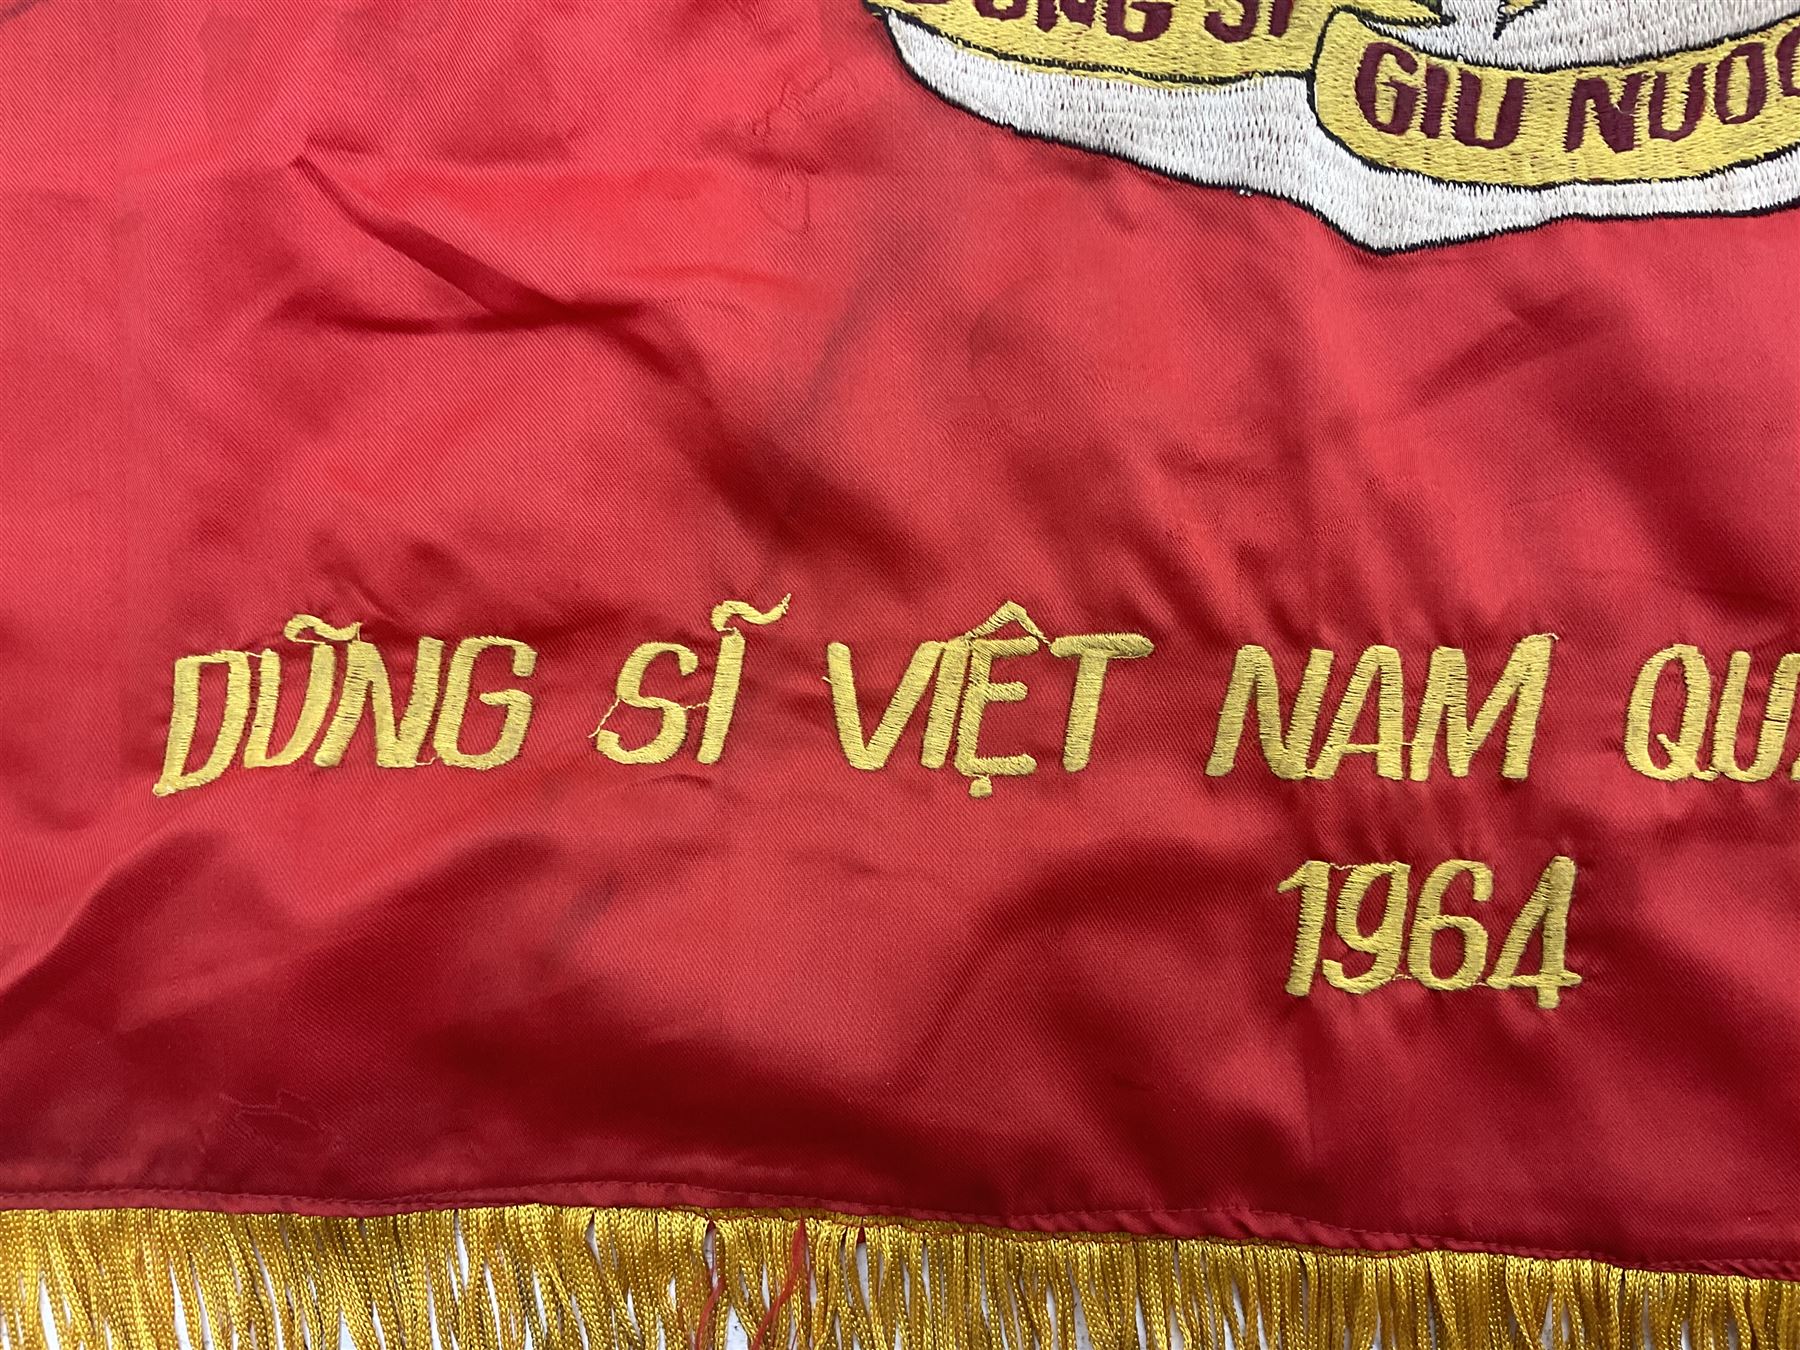 DŨNG SĨ
GIU NUOC
DŨNG SĨ VIỆT NAM
1964